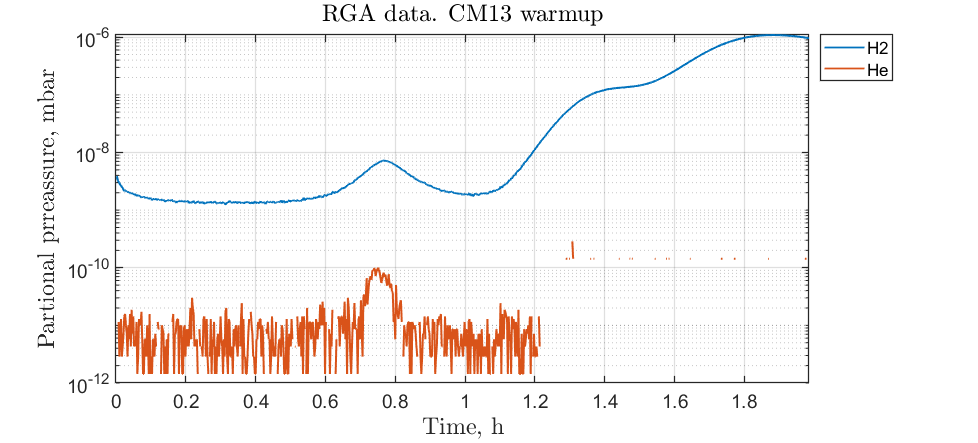 RGA data. CM13 warmup
H2
He
Partional prreassure, mbar
10-6
10-8
10-10
10-12
0 0.2 0.4 0.6 0.8 1 1.2 1.4 1.6 1.8
Time, h